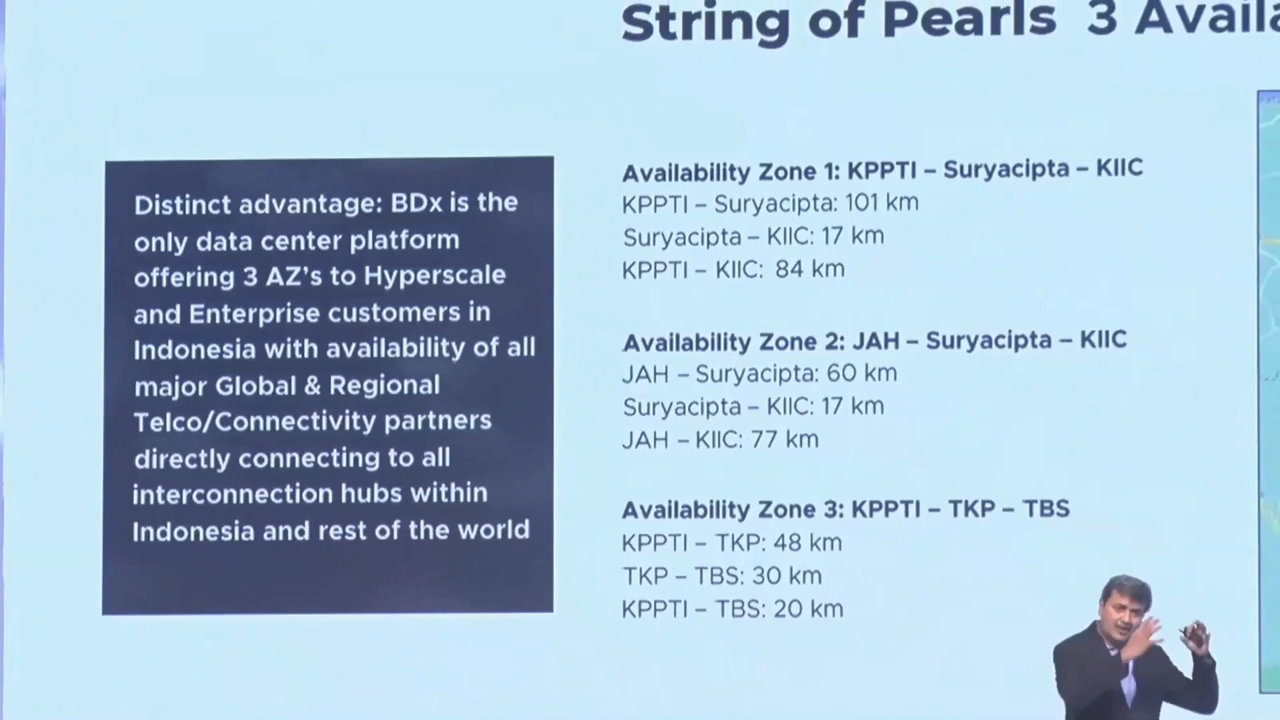 String of Pearls 3
Distinct advantage: BDx is the
only data center platform
offering 3 AZ's to Hyperscale
and Enterprise customers in
Indonesia with availability of all
major Global & Regional
Telco/Connectivity partners
directly connecting to all
interconnection hubs within
Indonesia and rest of the world
Availability Zone 1: KPPTI – Suryacipta – KIIC
KPPTI – Suryacipta: 101 km
Suryacipta – KIIC: 17 km
KPPTI – KIIC: 84 km
Availability Zone 2: JAH – Suryacipta – KIIC
JAH – Suryacipta: 60 km
Suryacipta – KIIC: 17 km
JAH – KIIC: 77 km
Availability Zone 3: KPPTI – TKP – TBS
KPPTI – TKP: 48 km
TKP – TBS: 30 km
KPPTI – TBS: 20 km